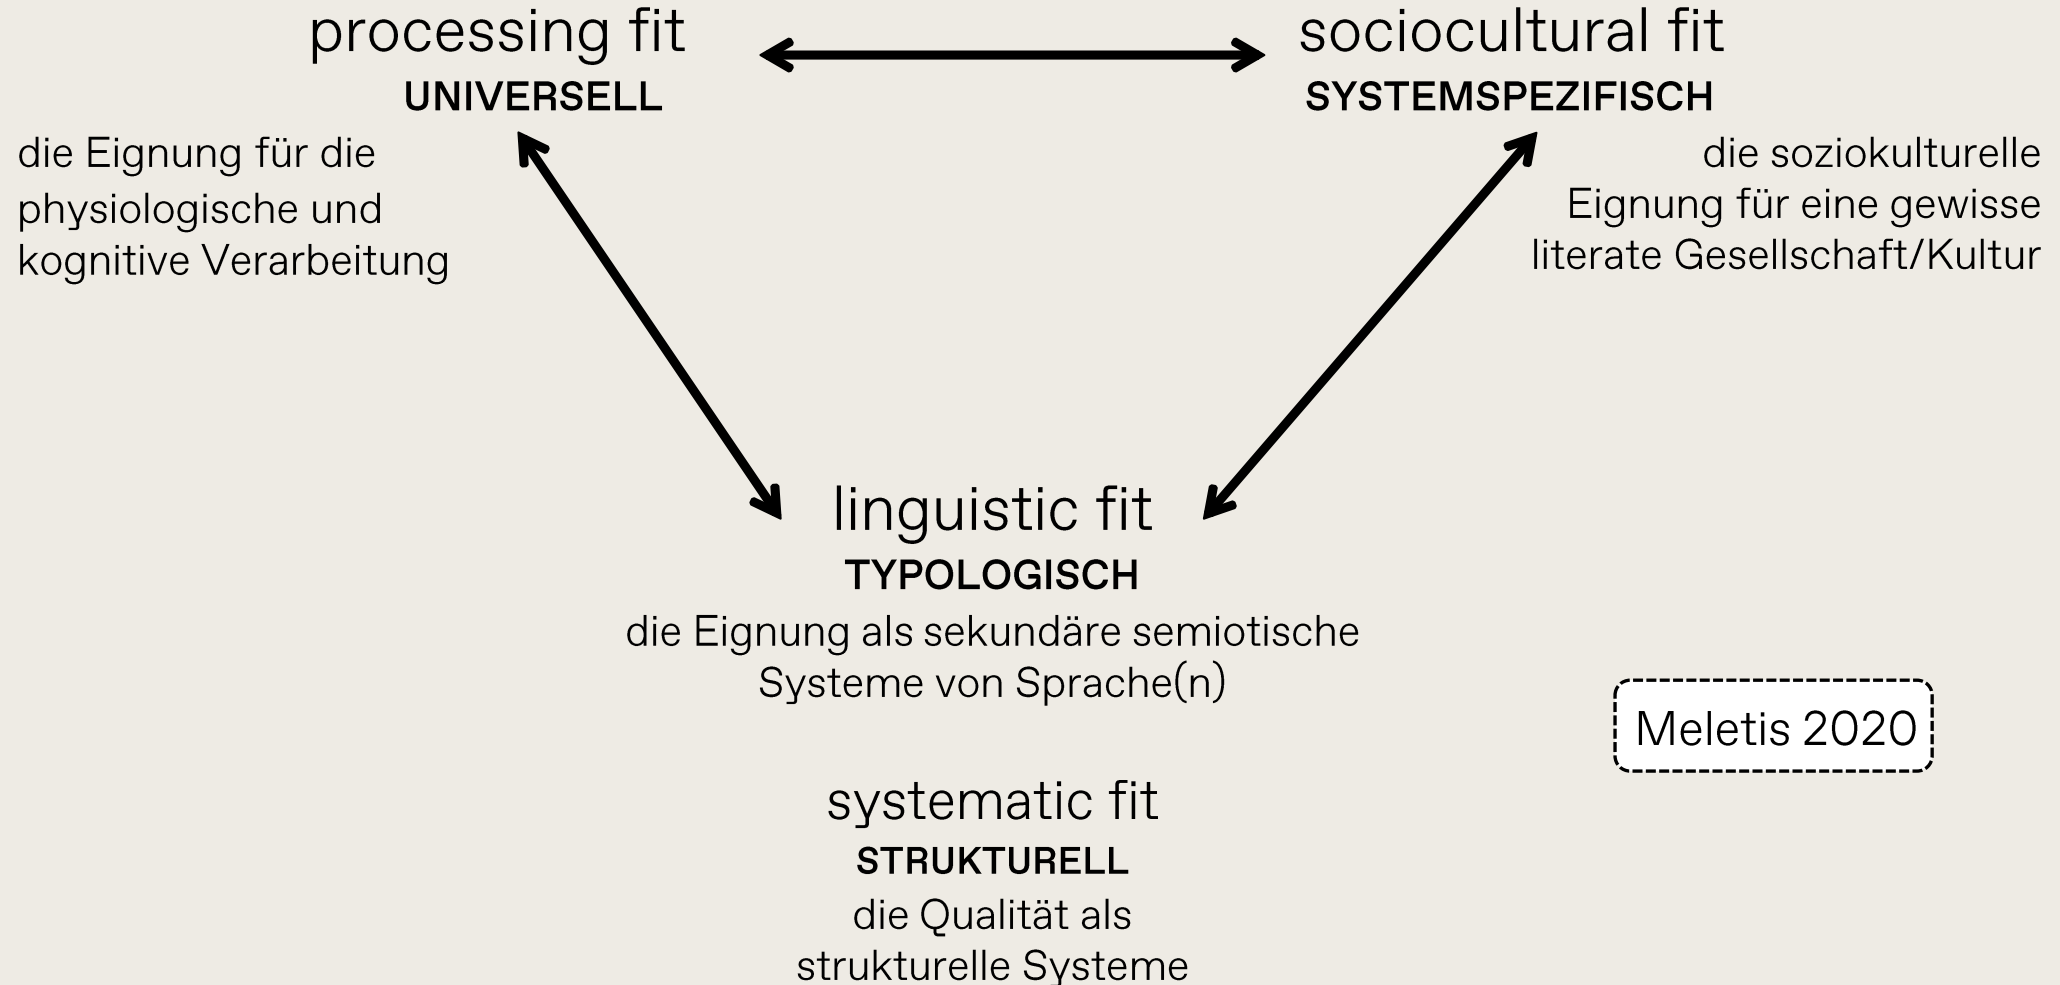 processing fit
UNIVERSELL
die Eignung für die
physiologische und
kognitive Verarbeitung
sociocultural fit
SYSTEMSPEZIFISCH
die soziokulturelle
Eignung für eine gewisse
literate Gesellschaft/Kultur
linguistic fit
TYPOLOGISCH
die Eignung als sekundäre semiotische
Systeme von Sprache(n)
Meletis 2020
systematic fit
STRUKTURELL
die Qualität als
strukturelle Systeme